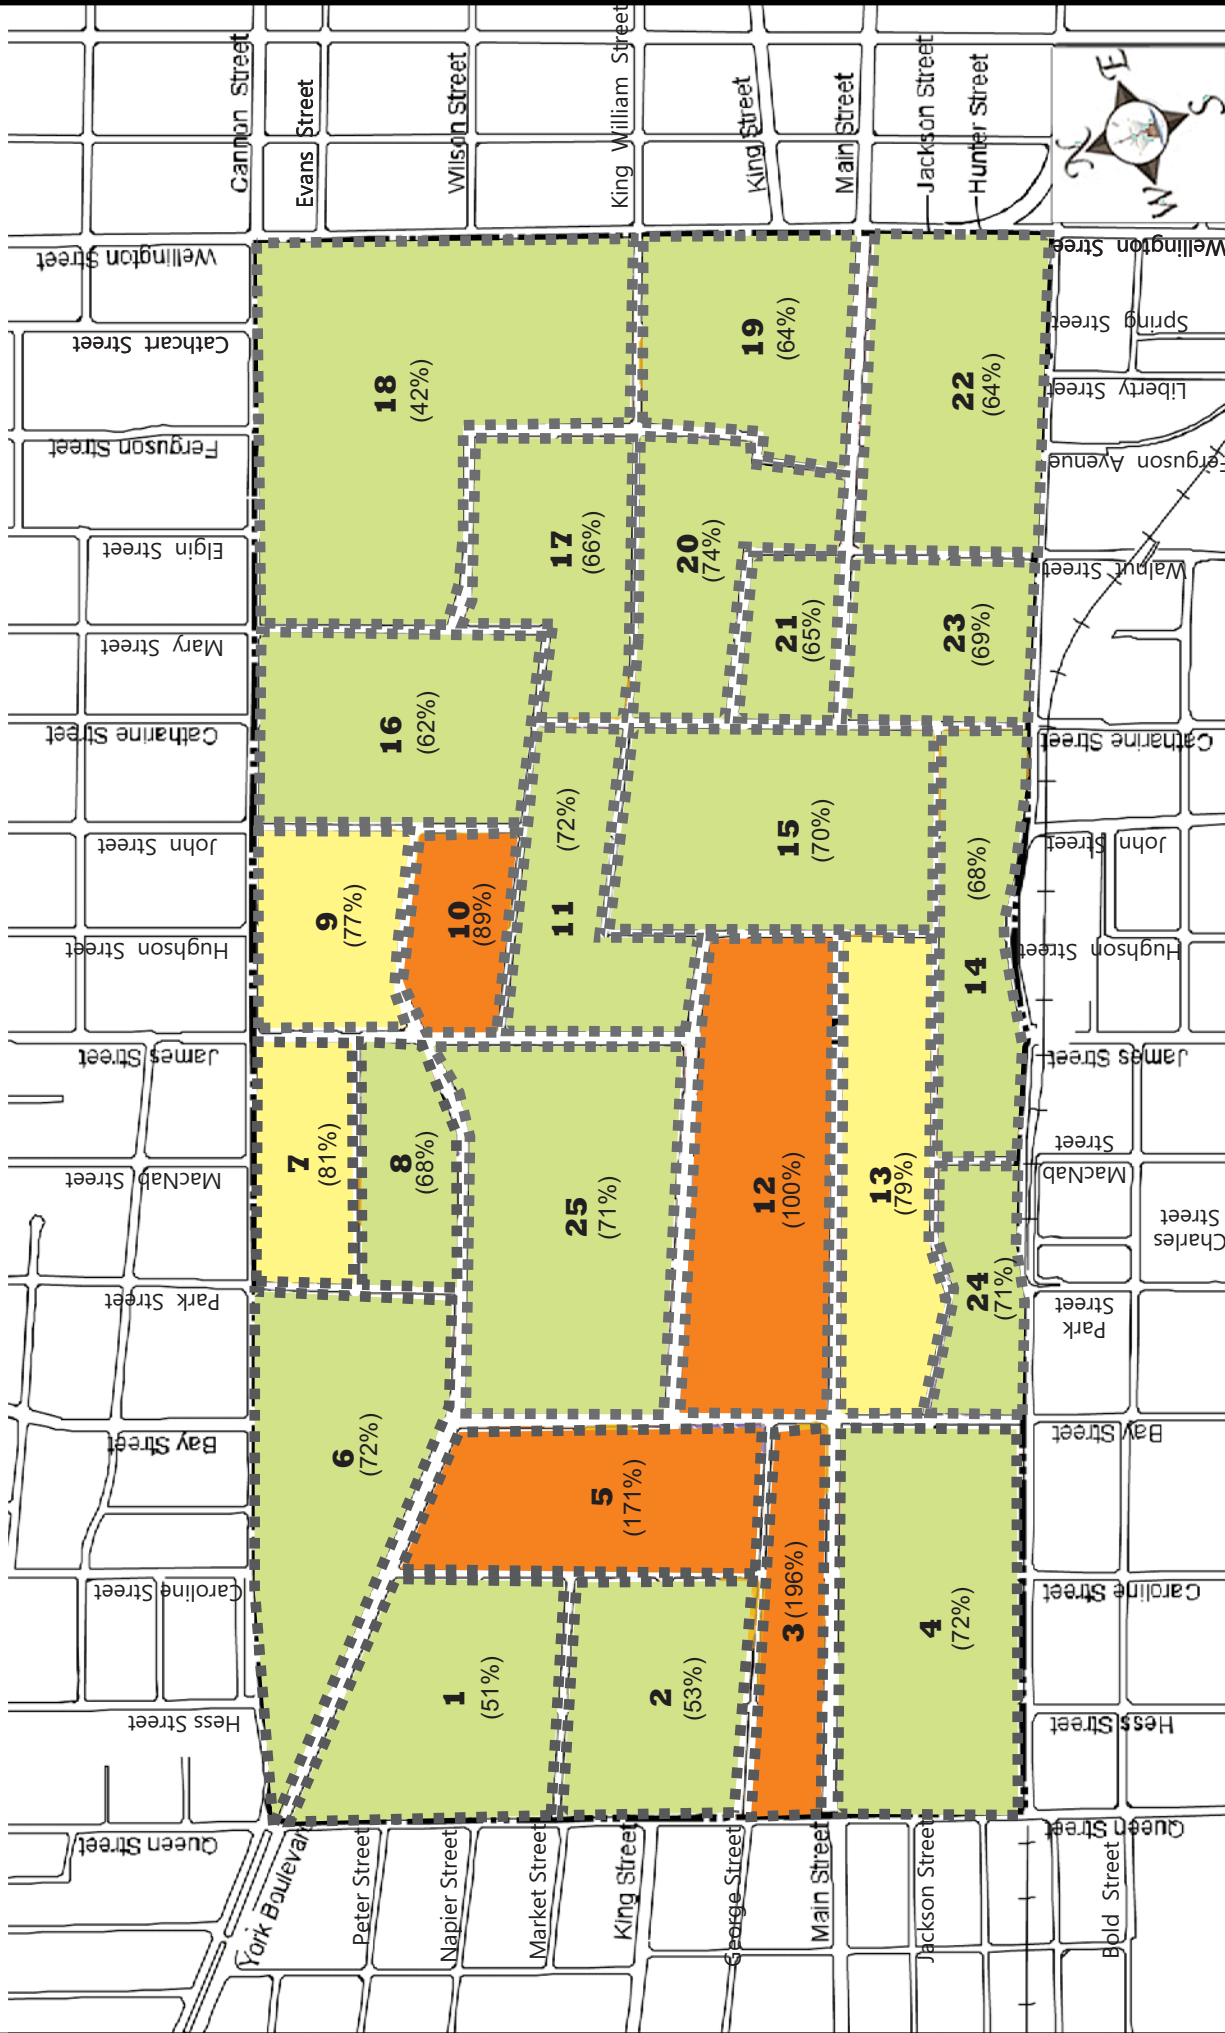 Cannon Street
Evans Street
Wilson Street
King William Street
King Street
Main Street
Jackson Street
Hunter Street
N
E
S
W
Wellington Street
Cathcart Street
Ferguson Street
Elgin Street
Mary Street
Catharine Street
John Street
Hughson Street
James Street
MacNab Street
Park Street
Bay Street
Caroline Street
Hess Street
Queen Street
Wellington Stree
Spring Street
Liberty Street
Ferguson Avenue
Walnut Street
Catharine Street
John Street
Hughson Street
James Street
MacNab
Street
Charles
Street
Park
Street
Bay Street
Caroline Street
Hess Street
Queen Street
18
(42%)
19
(64%)
22
(64%)
17
(66%)
20
(74%)
21
(65%)
23
(69%)
16
(62%)
9
(77%)
10
(89%)
11
(72%)
15
(70%)
14
(68%)
7
(81%)
8
(68%)
25
(71%)
12
(100%)
13
(79%)
24
(71%)
6
(72%)
5
(171%)
3 (196%)
1
(51%)
2
(53%)
4
(72%)
York Boulevar
Peter Street
Napier Street
Market Street
King Street
George Street
Main Street
Jackson Street
Bold Street